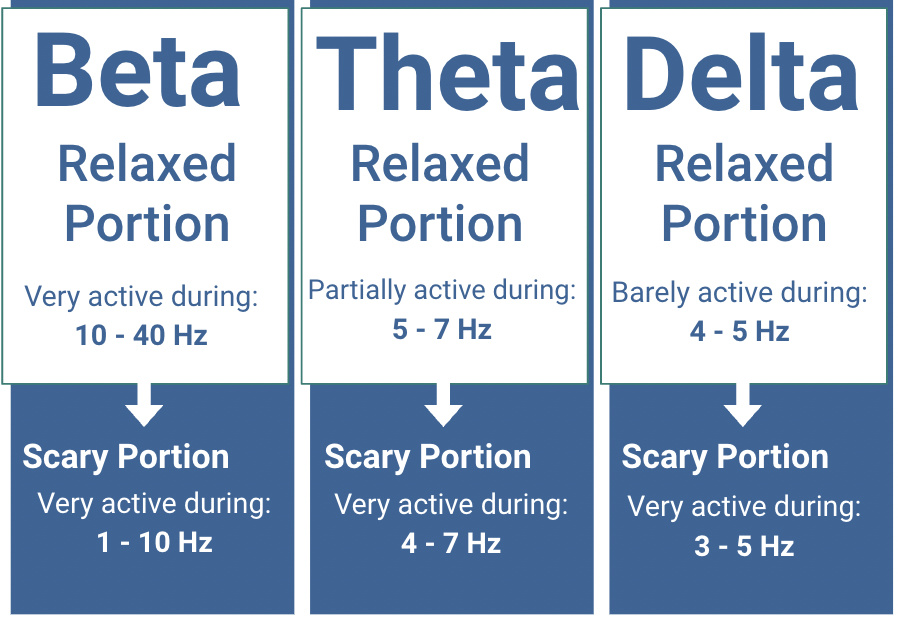 Beta
Relaxed
Portion
Very active during:
10 - 40 Hz
Scary Portion
Very active during:
1 - 10 Hz
Theta
Relaxed
Portion
Partially active during:
5 - 7 Hz
Scary Portion
Very active during:
4 - 7 Hz
Delta
Relaxed
Portion
Barely active during:
4 - 5 Hz
Scary Portion
Very active during:
3 - 5 Hz